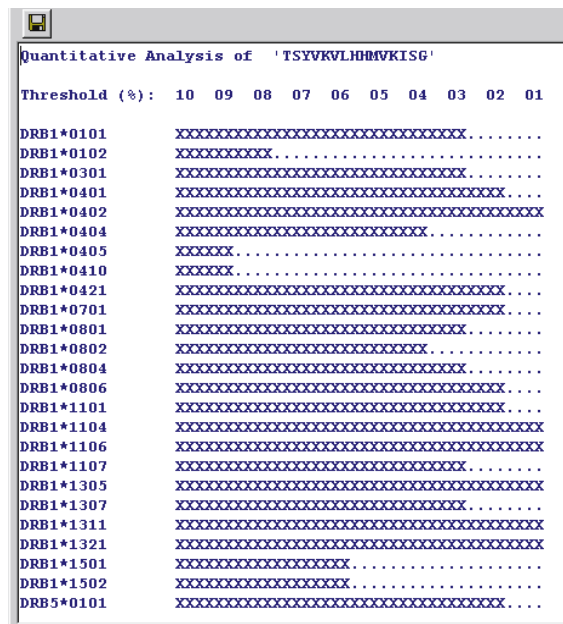 Quantitative Analysis of  'TSYVKVLHHMVKISG'
Threshold (%):  10  09  08  07  06  05  04  03  02  01
DRB1*0101       XXXXXXXXXXXXXXXXXXXXXXXXXXXXXX........
DRB1*0102       XXXXXXXXXX............................
DRB1*0301       XXXXXXXXXXXXXXXXXXXXXXXXXXXXXX........
DRB1*0401       XXXXXXXXXXXXXXXXXXXXXXXXXXXXXXXXXX....
DRB1*0402       XXXXXXXXXXXXXXXXXXXXXXXXXXXXXXXXXXXXXX
DRB1*0404       XXXXXXXXXXXXXXXXXXXXXXXXXX............
DRB1*0405       XXXXXX................................
DRB1*0410       XXXXXX................................
DRB1*0421       XXXXXXXXXXXXXXXXXXXXXXXXXXXXXXXXXX....
DRB1*0701       XXXXXXXXXXXXXXXXXXXXXXXXXXXXXXXXXX....
DRB1*0801       XXXXXXXXXXXXXXXXXXXXXXXXXXXXXX........
DRB1*0802       XXXXXXXXXXXXXXXXXXXXXXXXXX............
DRB1*0804       XXXXXXXXXXXXXXXXXXXXXXXXXXXXXX........
DRB1*0806       XXXXXXXXXXXXXXXXXXXXXXXXXXXXXXXXXX....
DRB1*1101       XXXXXXXXXXXXXXXXXXXXXXXXXXXXXXXXXX....
DRB1*1104       XXXXXXXXXXXXXXXXXXXXXXXXXXXXXXXXXXXXXX
DRB1*1106       XXXXXXXXXXXXXXXXXXXXXXXXXXXXXXXXXXXXXX
DRB1*1107       XXXXXXXXXXXXXXXXXXXXXXXXXXXXXX........
DRB1*1305       XXXXXXXXXXXXXXXXXXXXXXXXXXXXXXXXXXXXXX
DRB1*1307       XXXXXXXXXXXXXXXXXXXXXXXXXXXXXX........
DRB1*1311       XXXXXXXXXXXXXXXXXXXXXXXXXXXXXXXXXXXXXX
DRB1*1321       XXXXXXXXXXXXXXXXXXXXXXXXXXXXXXXXXXXXXX
DRB1*1501       XXXXXXXXXXXXXXXXXX....................
DRB1*1502       XXXXXXXXXXXXXXXXXX....................
DRB5*0101       XXXXXXXXXXXXXXXXXXXXXXXXXXXXXXXXXX....